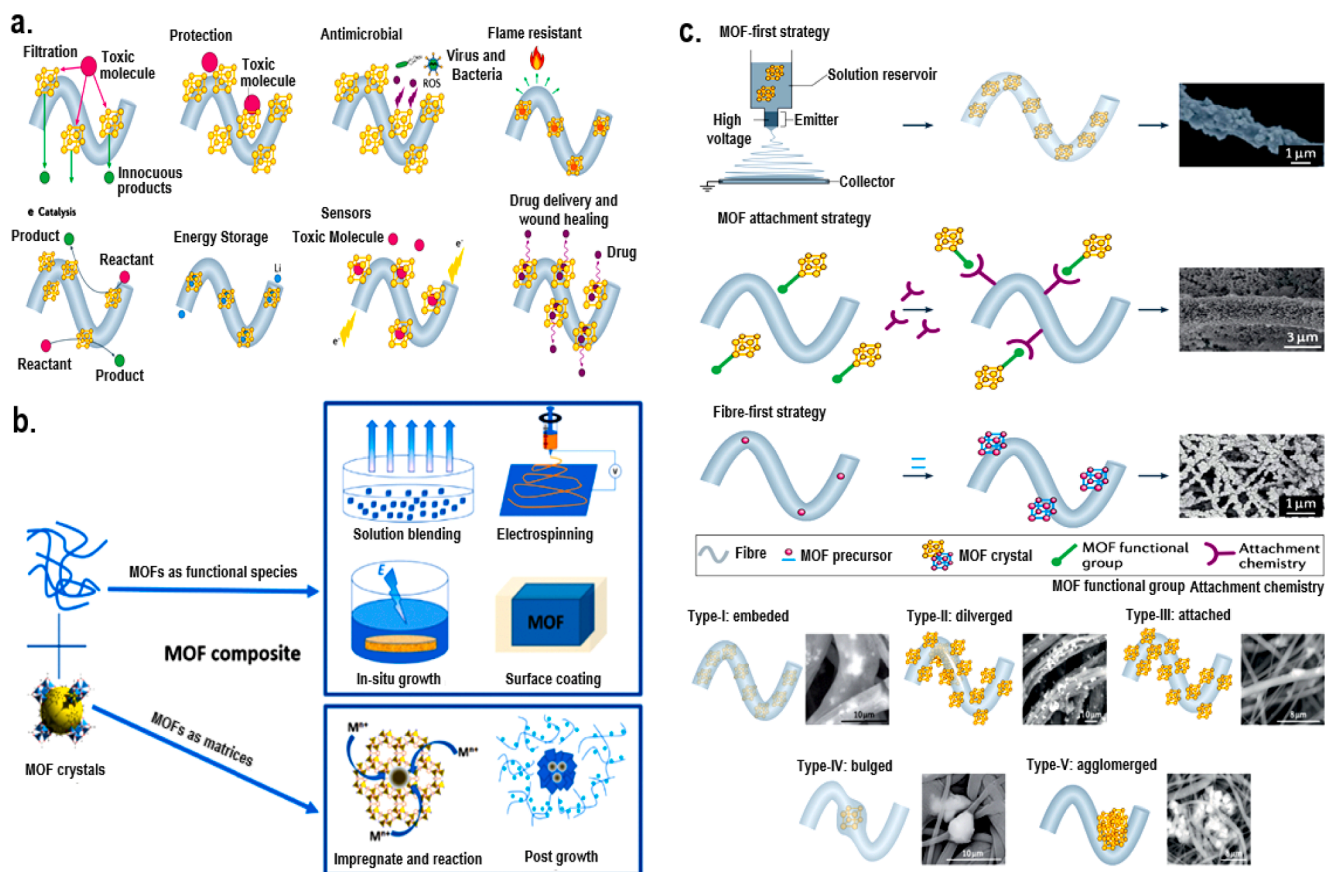 a.
Filtration
Toxic
molecule
Innocuous
products
Protection
Toxic
molecule
Antimicrobial
Virus and
Bacteria
ROS
Flame resistant
e Catalysis
Product
Reactant
Reactant
Product
Energy Storage
Li
Sensors
Toxic Molecule
e⁻
e⁻
Drug delivery and
wound healing
Drug
b.
MOFs as functional species
MOF composite
MOF crystals
MOFs as matrices
Solution blending
V
Electrospinning
E
In-situ growth
MOF
Surface coating
Mⁿ⁺
Mⁿ⁺
Mⁿ⁺
Impregnate and reaction
Post growth
c.
MOF-first strategy
Solution reservoir
High
voltage
Emitter
Collector
1 µm
MOF attachment strategy
3 µm
Fibre-first strategy
1 µm
Fibre
MOF precursor
MOF crystal
MOF functional
group
Attachment
chemistry
MOF functional group Attachment chemistry
Type-I: embeded
10µm
Type-II: dilverged
10µm
Type-III: attached
Type-IV: bulged
10µm
Type-V: agglomerged